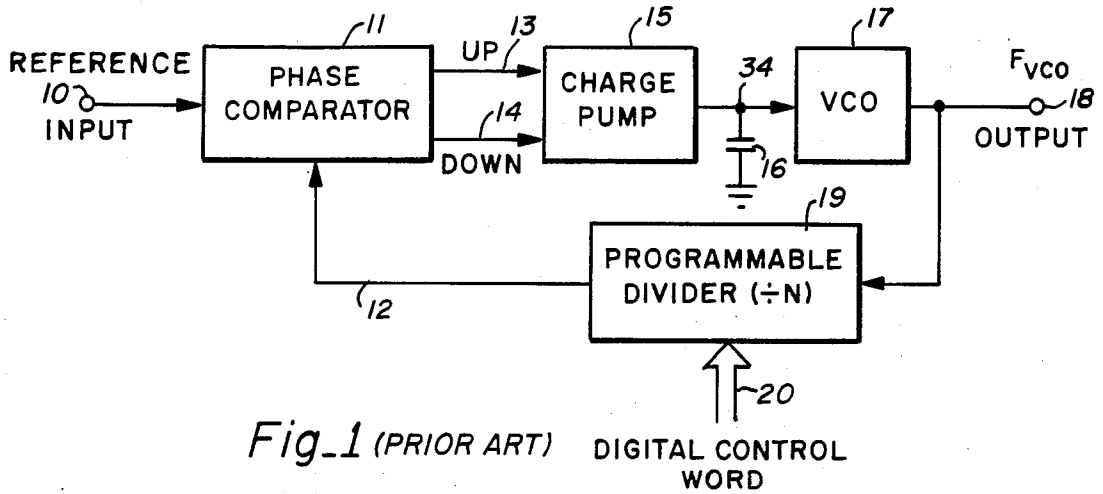 REFERENCE
10
INPUT
11
PHASE
COMPARATOR
UP
13
14
DOWN
15
CHARGE
PUMP
34
16
17
VCO
FVCO
18
OUTPUT
19
PROGRAMMABLE
DIVIDER (÷N)
12
20
DIGITAL CONTROL
WORD
Fig_1 (PRIOR ART)